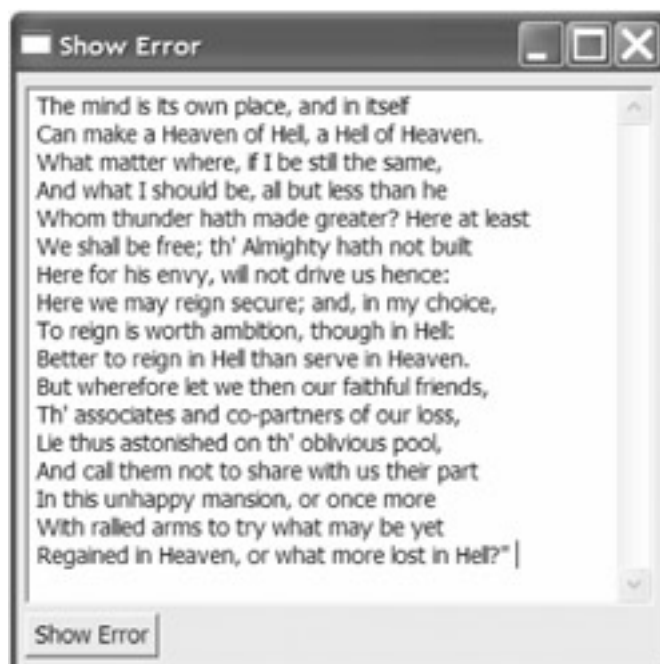 Show Error
The mind is its own place, and in itself
Can make a Heaven of Hell, a Hell of Heaven.
What matter where, if I be still the same,
And what I should be, all but less than he
Whom thunder hath made greater? Here at least
We shall be free; th' Almighty hath not built
Here for his envy, will not drive us hence:
Here we may reign secure; and, in my choice,
To reign is worth ambition, though in Hell:
Better to reign in Hell than serve in Heaven.
But wherefore let we then our faithful friends,
Th' associates and co-partners of our loss,
Lie thus astonished on th' oblivious pool,
And call them not to share with us their part
In this unhappy mansion, or once more
With rallied arms to try what may be yet
Regained in Heaven, or what more lost in Hell?"
Show Error